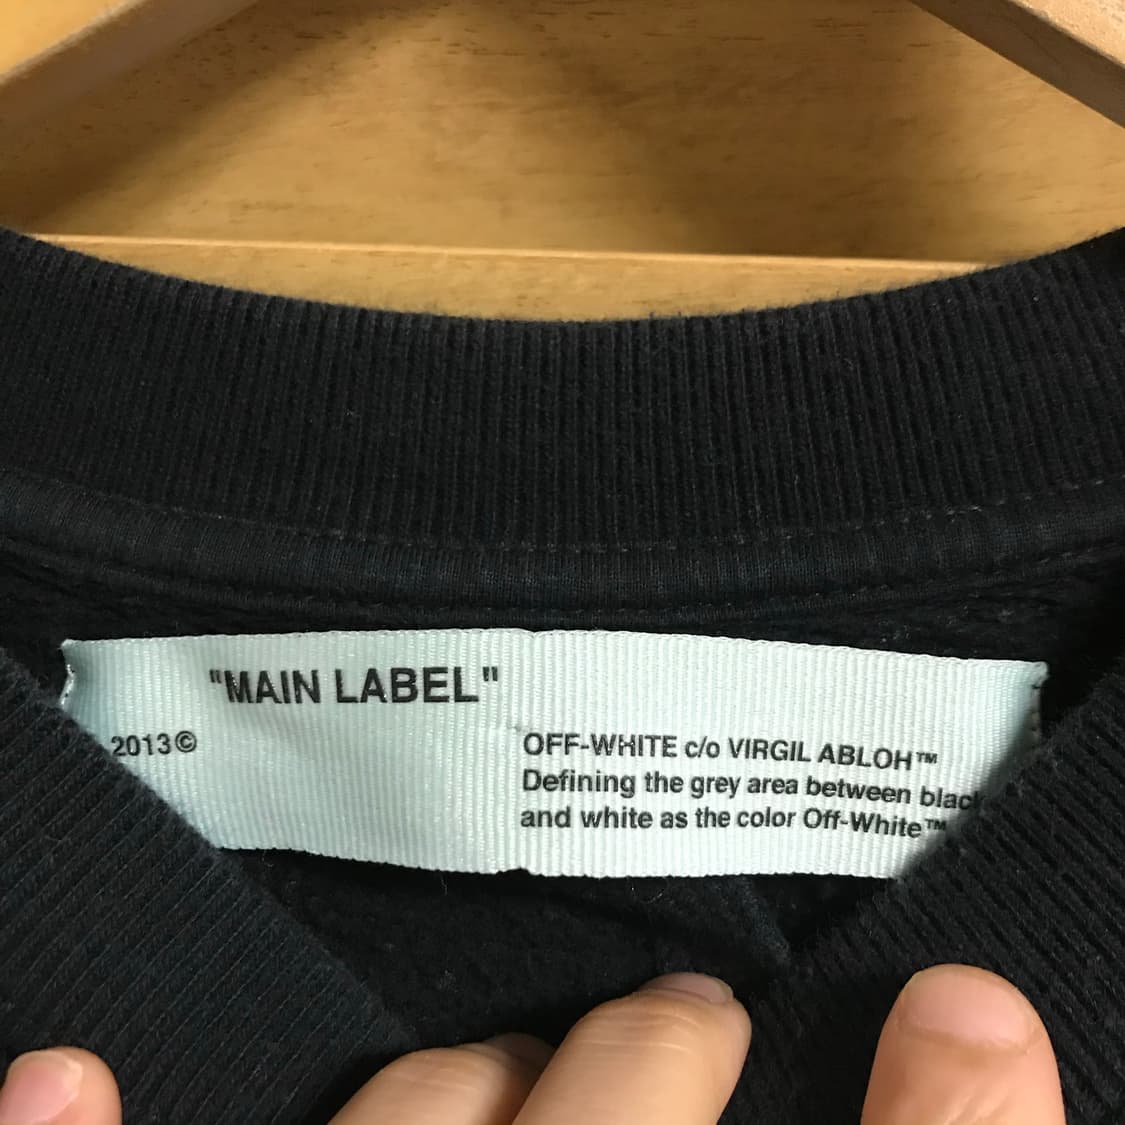 "MAIN LABEL"
2013©
OFF-WHITE c/o VIRGIL ABLOH™
Defining the grey area between black
and white as the color Off-White™